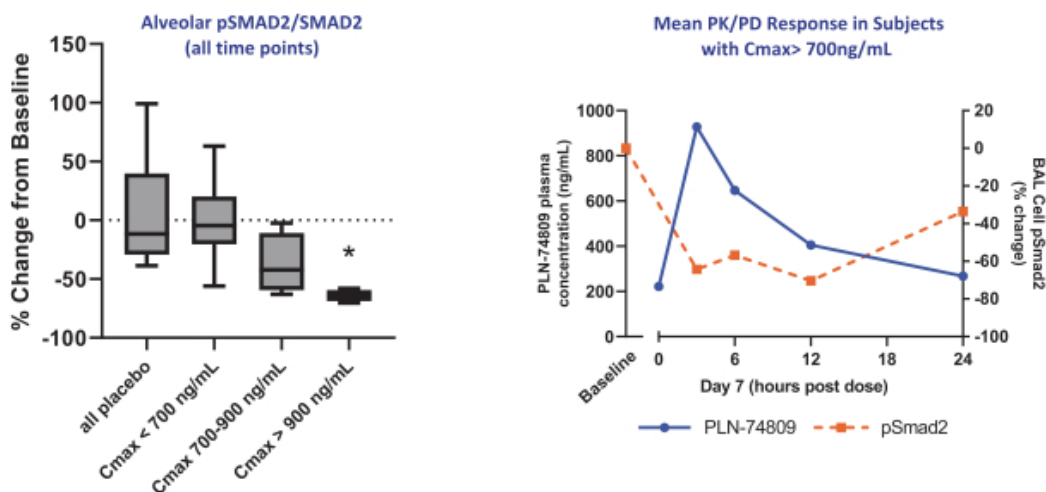 Alveolar pSMAD2/SMAD2
(all time points)
% Change from Baseline
150
100
50
0
-50
-100
*
all placebo
Cmax < 700 ng/mL
Cmax 700-900 ng/mL
Cmax > 900 ng/mL
Mean PK/PD Response in Subjects
with Cmax> 700ng/mL
PLN-74809 plasma
concentration (ng/mL)
1000
800
600
400
200
0
20
0
-20
-40
-60
-80
-100
BAL Cell pSmad2
(% change)
Baseline
0
6
12
18
24
Day 7 (hours post dose)
PLN-74809
pSmad2